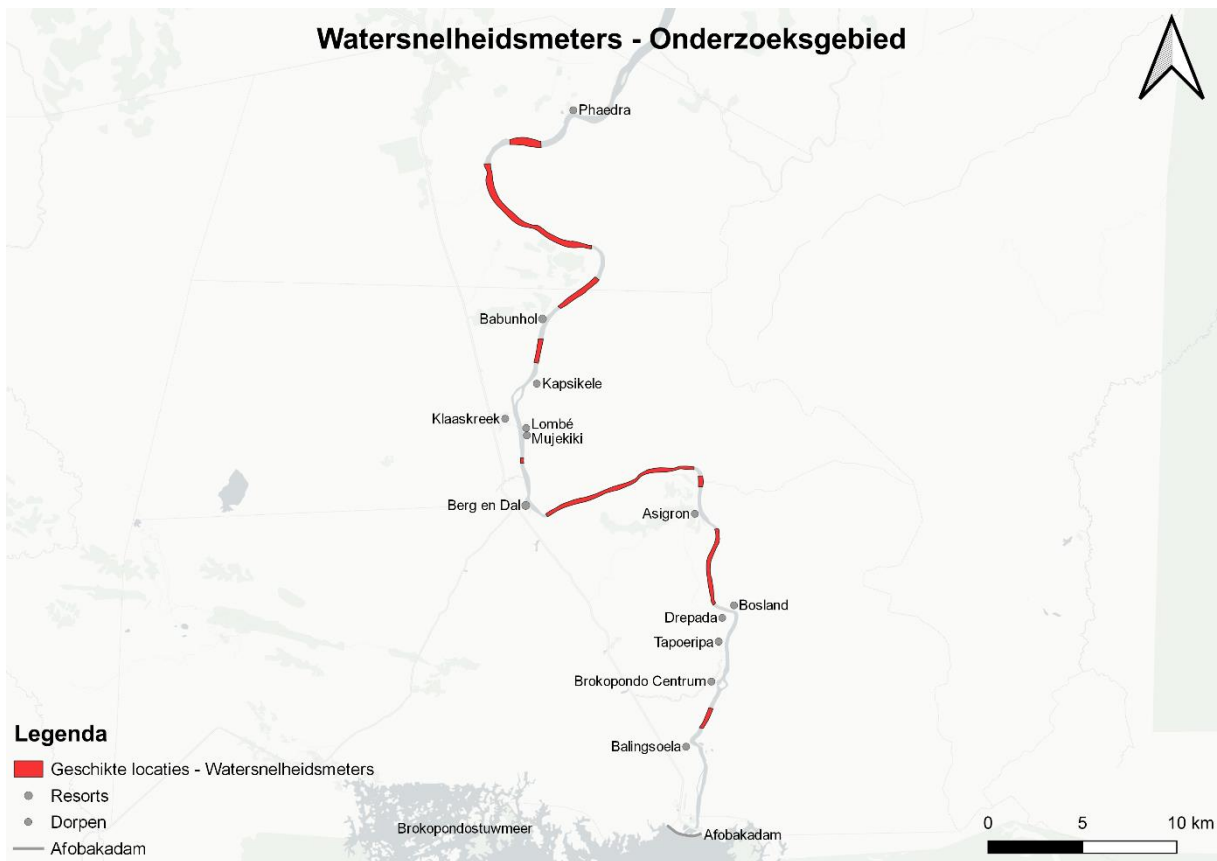 Watersnelheidsmeters - Onderzoeksgebied
Phaedra
Babunhol
Kapsikele
Klaaskreek
Lombé
Mujekiki
Berg en Dal
Asigron
Bosland
Drepada
Tapoeripa
Brokopondo Centrum
Balingsoela
Brokopondostuwmeer
Afobakadam
Legenda
Geschikte locaties - Watersnelheidsmeters
Resorts
Dorpen
Afobakadam
0 5 10 km